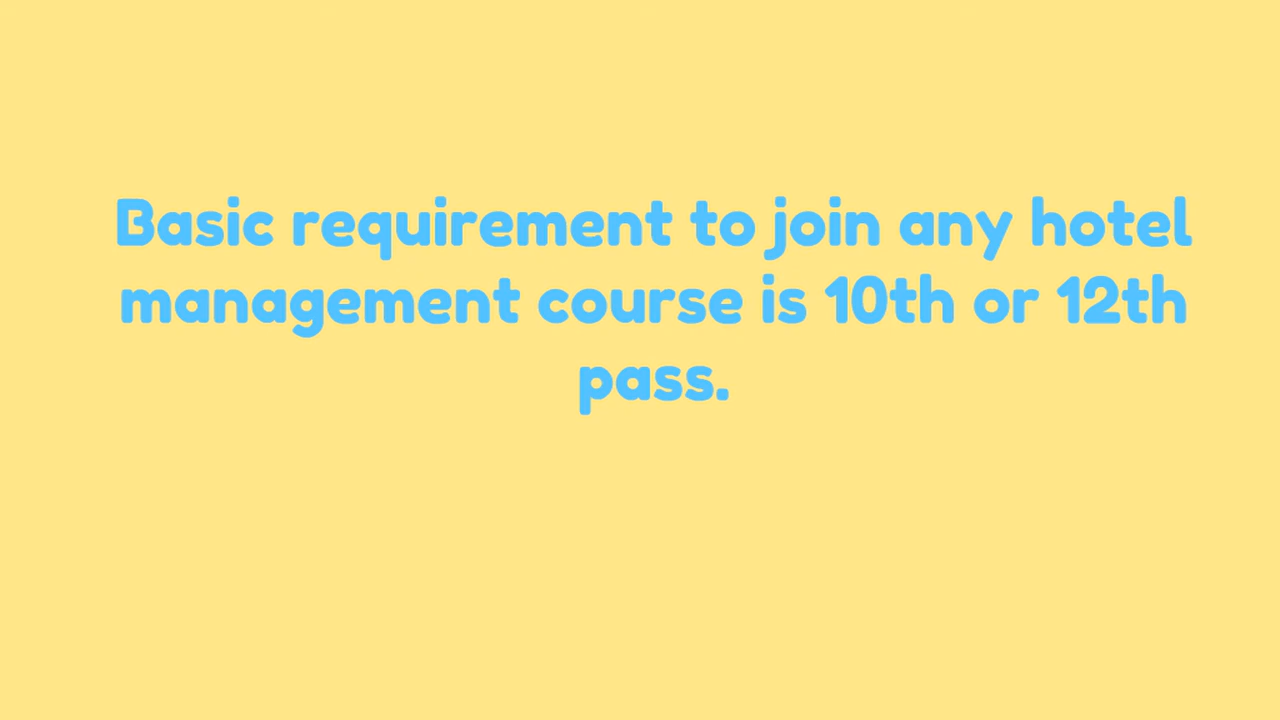 Basic requirement to join any hotel
management course is 10th or 12th
pass.